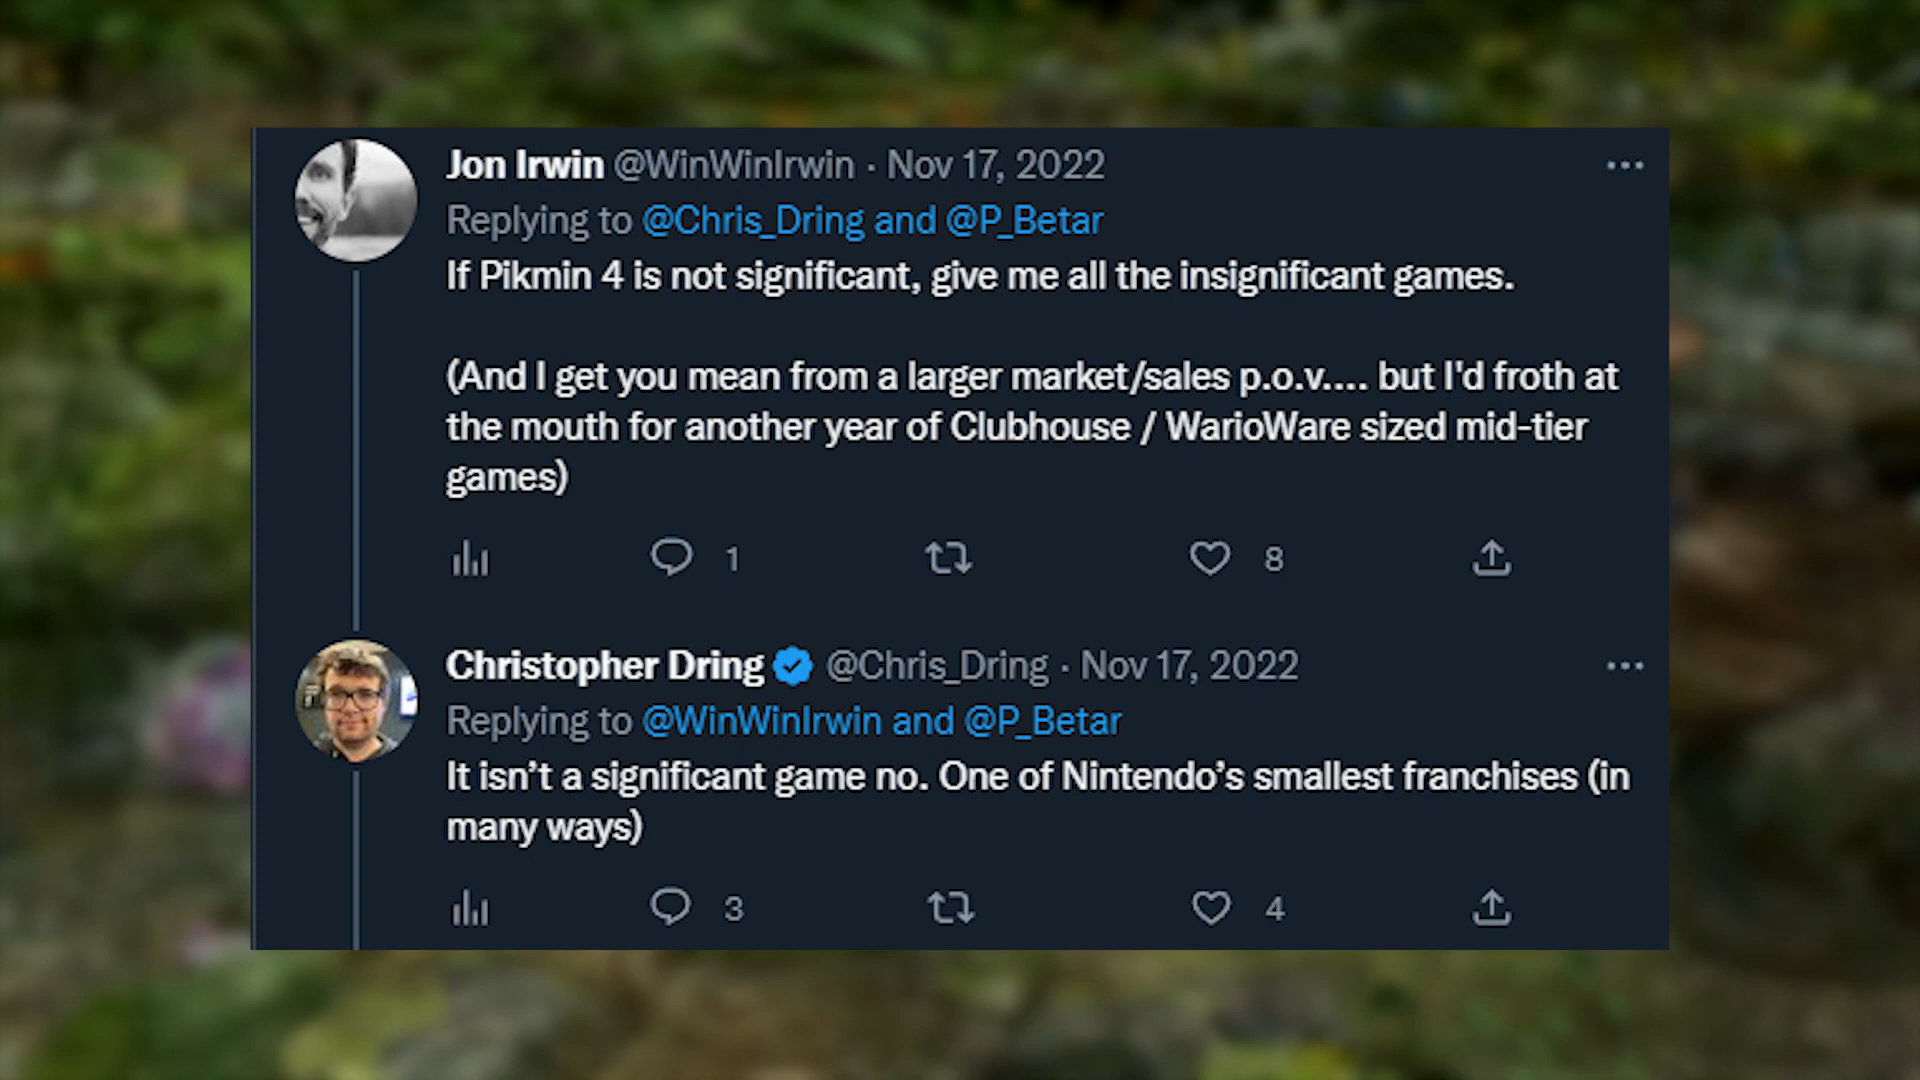 Jon Irwin @WinWinIrwin · Nov 17, 2022
Replying to @Chris_Dring and @P_Betar
If Pikmin 4 is not significant, give me all the insignificant games.
(And I get you mean from a larger market/sales p.o.v.... but I'd froth at
the mouth for another year of Clubhouse / WarioWare sized mid-tier
games)
1 8
Christopher Dring @Chris_Dring · Nov 17, 2022
Replying to @WinWinIrwin and @P_Betar
It isn’t a significant game no. One of Nintendo’s smallest franchises (in
many ways)
3 4